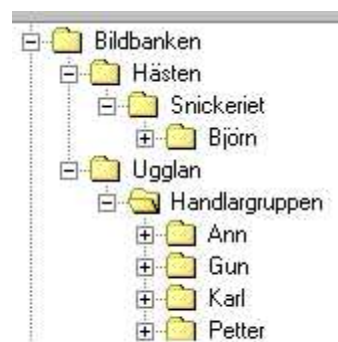 Bildbanken
Hästen
Snickeriet
Björn
Ugglan
Handlargruppen
Ann
Gun
Karl
Petter